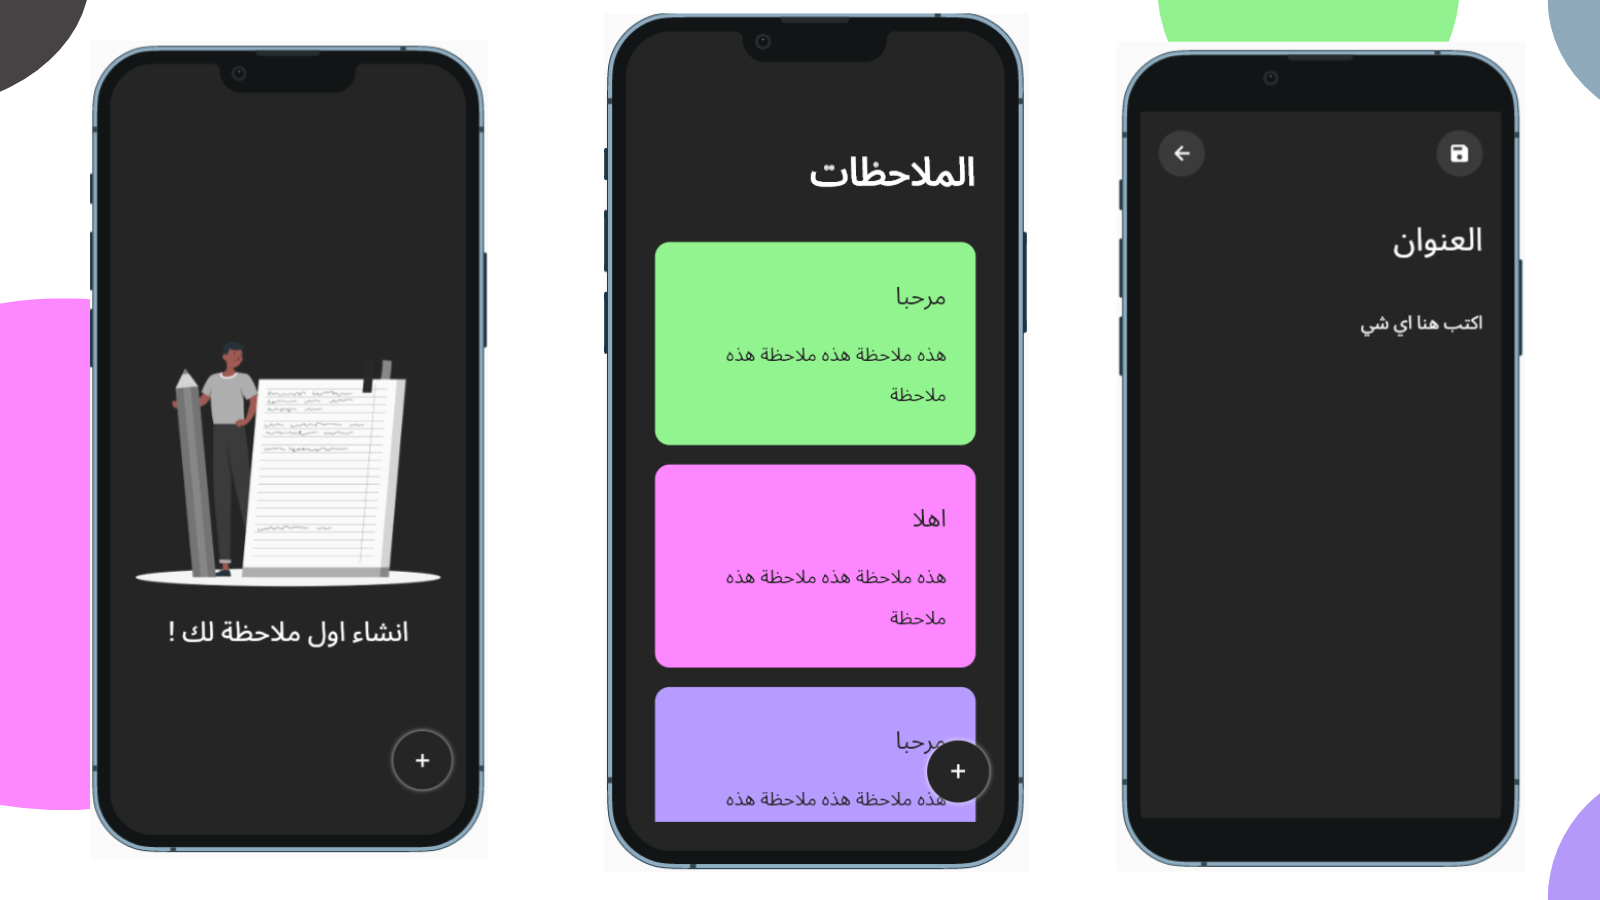 انشاء اول ملاحظة لك !
+
الملاحظات
مرحبا
هذه ملاحظة هذه ملاحظة هذه
ملاحظة
اهلا
هذه ملاحظة هذه ملاحظة هذه
ملاحظة
مرحبا
هذه ملاحظة هذه ملاحظة هذه
+
العنوان
اكتب هنا اي شي